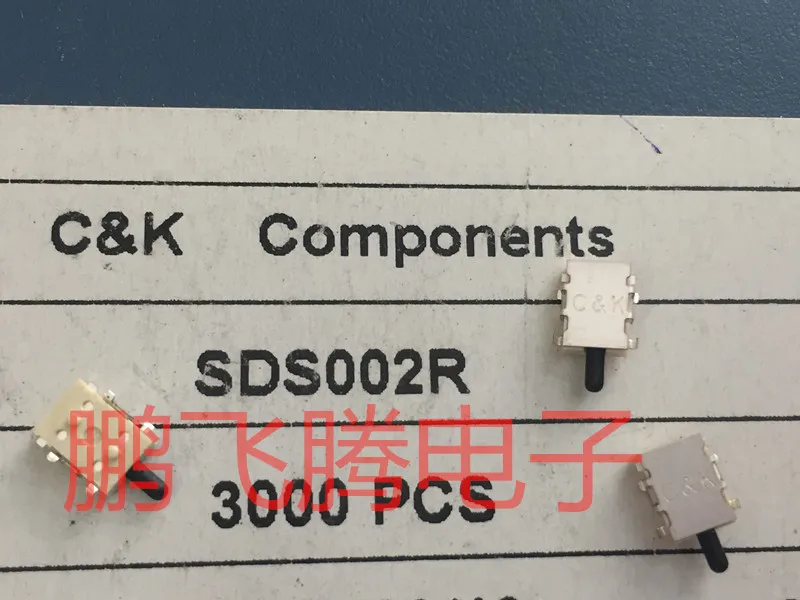 C&K Components
C&K
SDS002R
鹏飞腾电子
3000 PCS
C&K